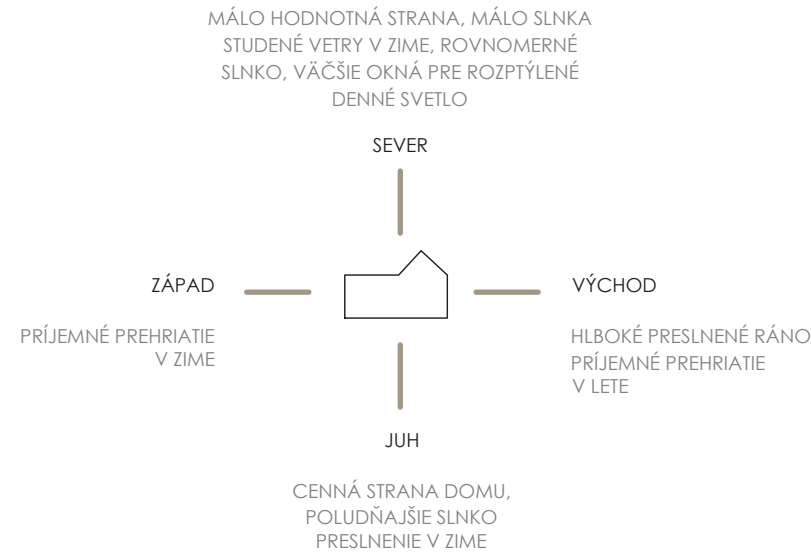 MÁLO HODNOTNÁ STRANA, MÁLO SLNKA
STUDENÉ VETRY V ZIME, ROVNOMERNÉ
SLNKO, VÄČŠIE OKNÁ PRE ROZPTÝLENÉ
DENNÉ SVETLO
SEVER
ZÁPAD
PRÍJEMNÉ PREHRIATIE
V ZIME
VÝCHOD
HLBOKÉ PRESLNENÉ RÁNO
PRÍJEMNÉ PREHRIATIE
V LETE
JUH
CENNÁ STRANA DOMU,
POLUDŇAJŠIE SLNKO
PRESLNENIE V ZIME